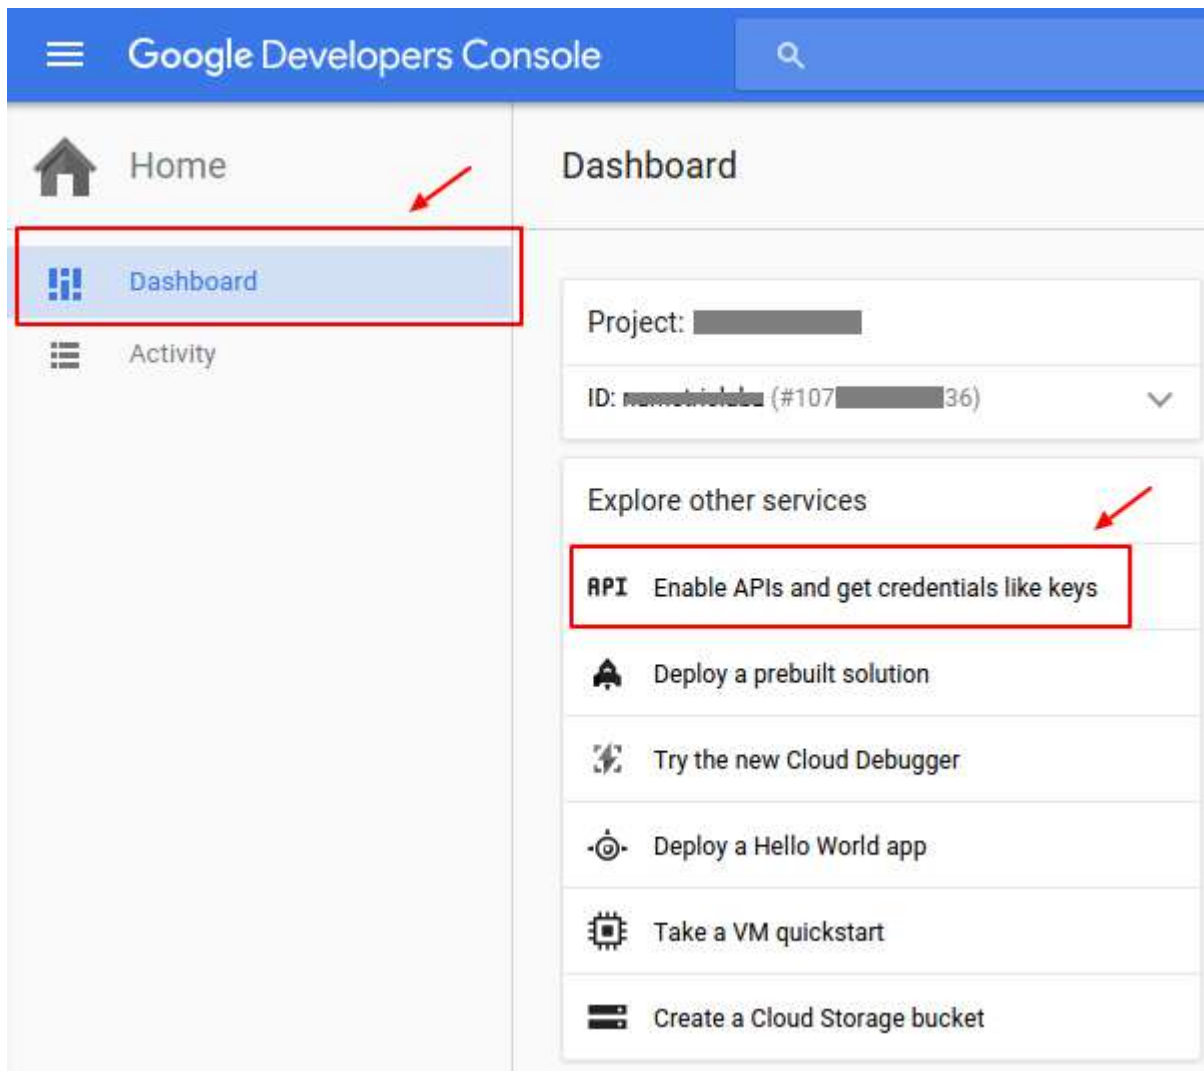 Google Developers Console
Home
Dashboard
Activity
Dashboard
Project:
ID: (#107 36)
Explore other services
API Enable APIs and get credentials like keys
Deploy a prebuilt solution
Try the new Cloud Debugger
Deploy a Hello World app
Take a VM quickstart
Create a Cloud Storage bucket